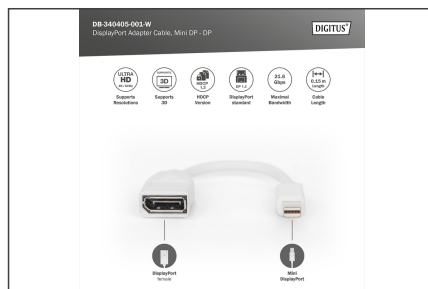 DB-340405-001-W
DisplayPort Adapter Cable, Mini DP - DP
DIGITUS®
ULTRA
HD
SUPPORTS
3D
HDCP
1.3
DP 1.2
21.6
Gbps
0.15 m
Length
Supports
Resolutions
Supports
3D
HDCP
Version
DisplayPort
standard
Maximal
Bandwidth
Cable
Length
DisplayPort
female
Mini
DisplayPort